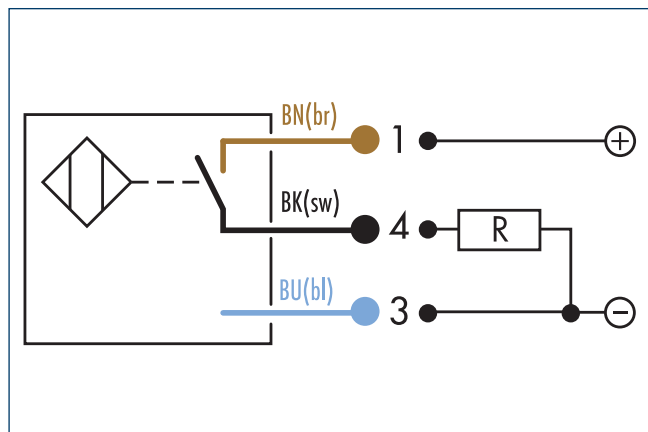 BN(br) 1 +
BK(sw) 4 R
BU(bl) 3 −